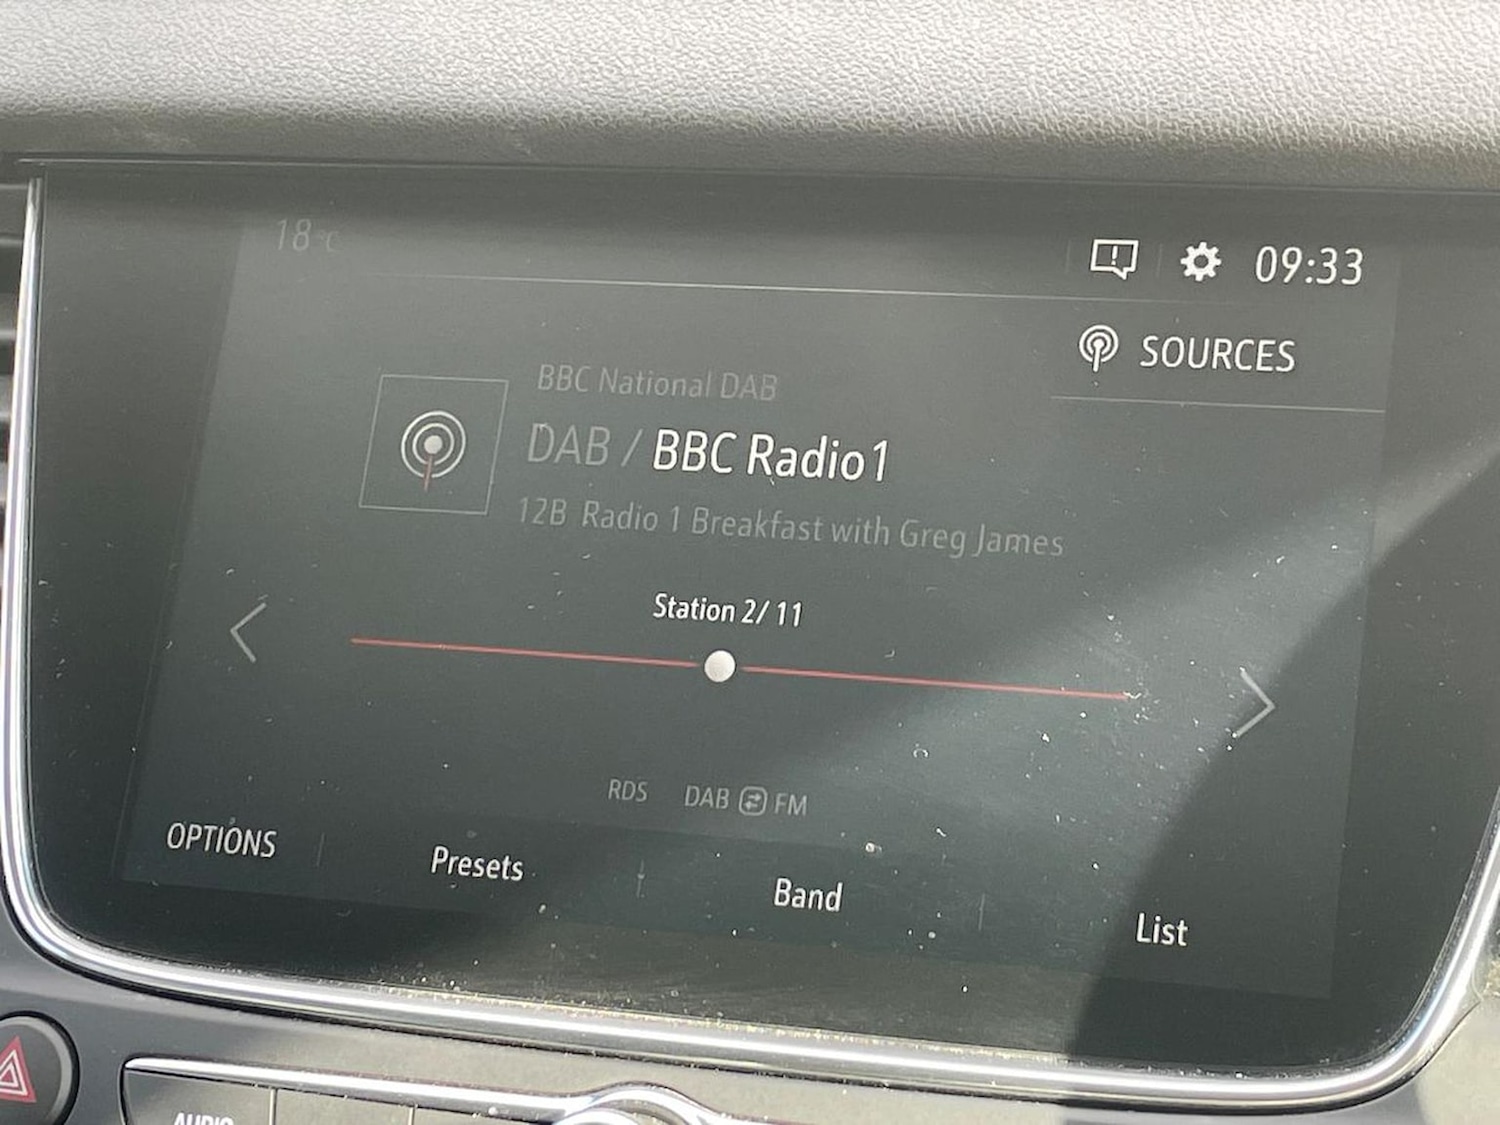 18°C
09:33
SOURCES
BBC National DAB
DAB / BBC Radio1
12B Radio 1 Breakfast with Greg James
Station 2/ 11
RDS DAB FM
OPTIONS Presets Band List
AUDIO